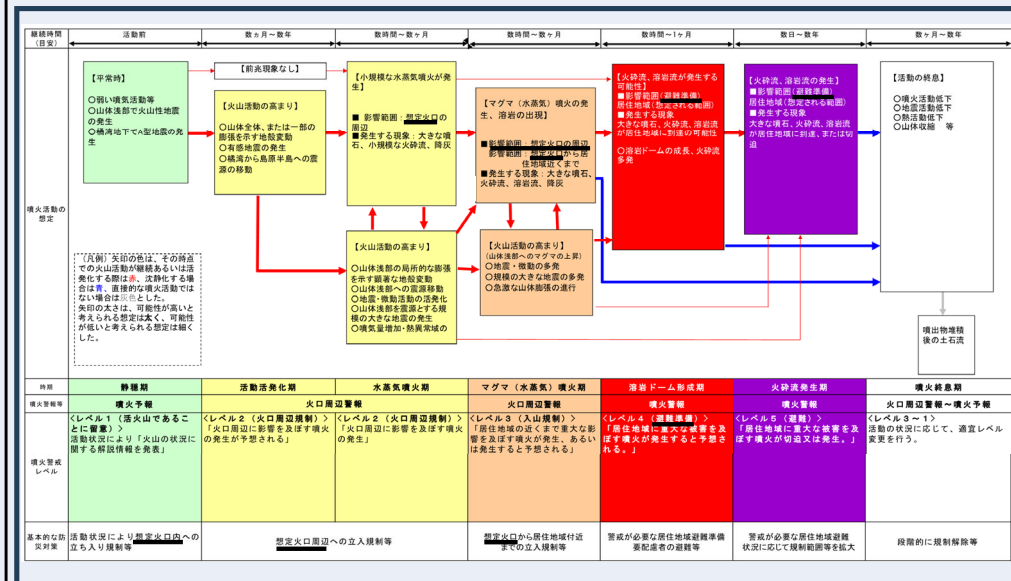 継続時間
(目安)
活動前
数ヵ月～数年
数時間～数ヶ月
数時間～数ヶ月
数時間～1ヶ月
数日～数ヶ月
数ヶ月～数年
噴火活動の
想定
【平常時】
○弱い噴気活動等
○山体浅部で火山性地震
の発生
○橘湾地下でA型地震の発
生
【前兆現象なし】
【火山活動の高まり】
○山体全体、または一部の
膨張を示す地殻変動
○有感地震の発生
○橘湾から島原半島への震
源の移動
【小規模な水蒸気噴火が発
生】
■ 影響範囲：想定火口の
周辺
■発生する現象：大きな噴
石、小規模な火砕流、降灰
【火山活動の高まり】
○山体浅部の局所的な膨張
を示す顕著な地殻変動
○山体浅部への震源移動
○地震・微動活動の活発化
○山体浅部を震源とする規
模の大きな地震の発生
○噴気量増加・熱異常域の
【マグマ（水蒸気）噴火の発
生、溶岩の出現】
■影響範囲：想定火口の周辺
影響範囲：想定火口から居
住地域近くまで
■発生する現象：大きな噴石、
火砕流、溶岩流、降灰
【火山活動の高まり】
(山体浅部へのマグマの上昇)
○地震・微動の多発
○規模の大きな地震の多発
○急激な山体膨張の進行
【火砕流、溶岩流が発生する
可能性】
■影響範囲(避難準備)
居住地域(想定される範囲)
■発生する現象
大きな噴石、火砕流、溶岩流
が居住地域に到達の可能性
○溶岩ドームの成長、火砕流
多発
【火砕流、溶岩流の発生】
■影響範囲(避難)
居住地域(想定される範囲)
■発生する現象
大きな噴石、火砕流、溶岩流
が居住地域に到達、または切
迫
【活動の終息】
○噴火活動低下
○地震活動低下
○熱活動低下
○山体収縮 等
噴出物堆積
後の土石流
（凡例）矢印の色は、その時点
での火山活動が継続あるいは活
発化する際は赤、沈静化する場
合は青、直接的な噴火活動では
ない場合は灰色とした。
矢印の太さは、可能性が高いと
考えられる想定は太く、可能性
が低いと考えられる想定は細く
した。
時期
静穏期
活動活発化期
水蒸気噴火期
マグマ（水蒸気）噴火期
溶岩ドーム形成期
火砕流発生期
噴火終息期
噴火警報等
噴火予報
火口周辺警報
火口周辺警報
噴火警報
噴火警報
火口周辺警報～噴火予報
噴火警戒
レベル
<レベル１（活火山であるこ
とに留意）>
活動状況により「火山の状況に
関する解説情報を発表」
<レベル２（火口周辺規制）>
「火口周辺に影響を及ぼす噴火
の発生が予想される」
<レベル２（火口周辺規制）>
「火口周辺に影響を及ぼす噴火
の発生」
<レベル３（入山規制）>
「居住地域の近くまで重大な影
響を及ぼす噴火が発生、あるい
は発生すると予想される」
<レベル４（避難準備）>
「居住地域に重大な被害を及
ぼす噴火が発生すると予想さ
れる。」
<レベル５（避難）>
「居住地域に重大な被害を及
ぼす噴火が切迫又は発生。」
<レベル３～１>
活動の状況に応じて、適宜レベル
変更を行う。
基本的な防
災対策
活動状況により想定火口内への
立ち入り規制等
想定火口周辺への立入規制等
想定火口から居住地域付近
までの立入規制等
警戒が必要な居住地域避難準備
要配慮者の避難等
警戒が必要な居住地域避難
状況に応じて規制範囲等を拡大
段階的に規制解除等